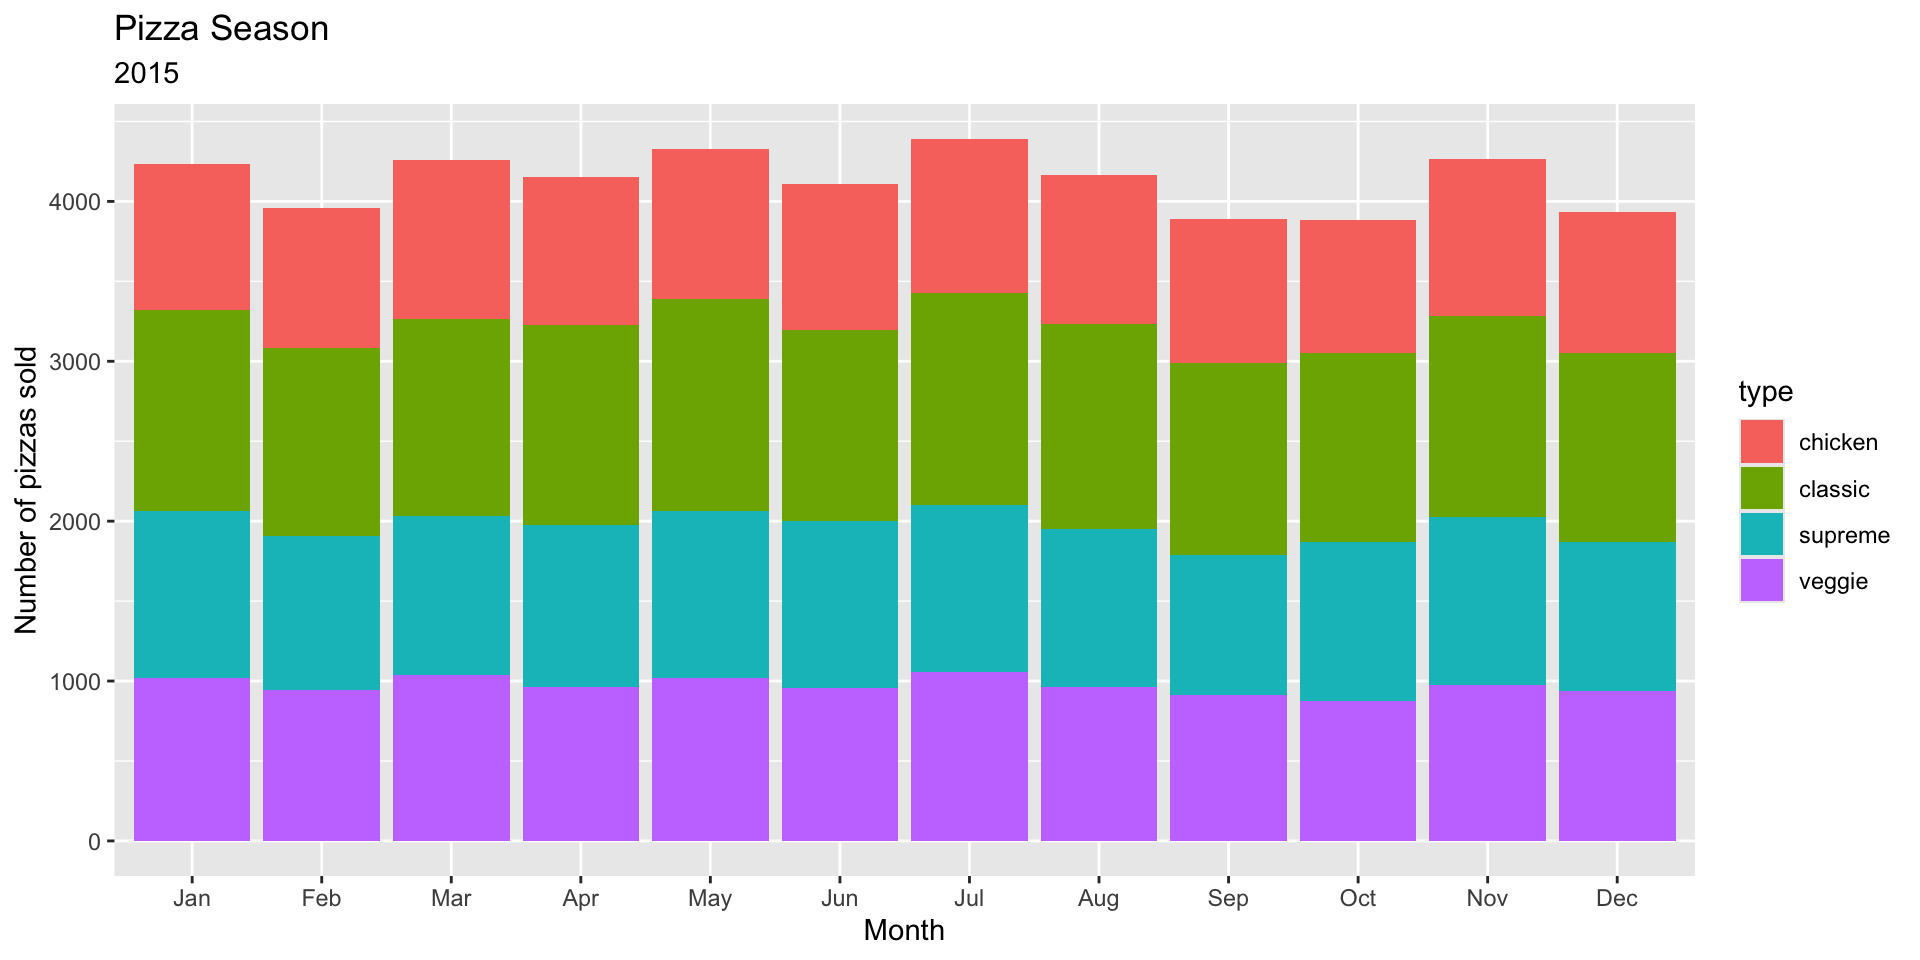 Pizza Season
2015
Number of pizzas sold
4000
3000
2000
1000
0
Jan Feb Mar Apr May Jun Jul Aug Sep Oct Nov Dec
Month
type
chicken
classic
supreme
veggie